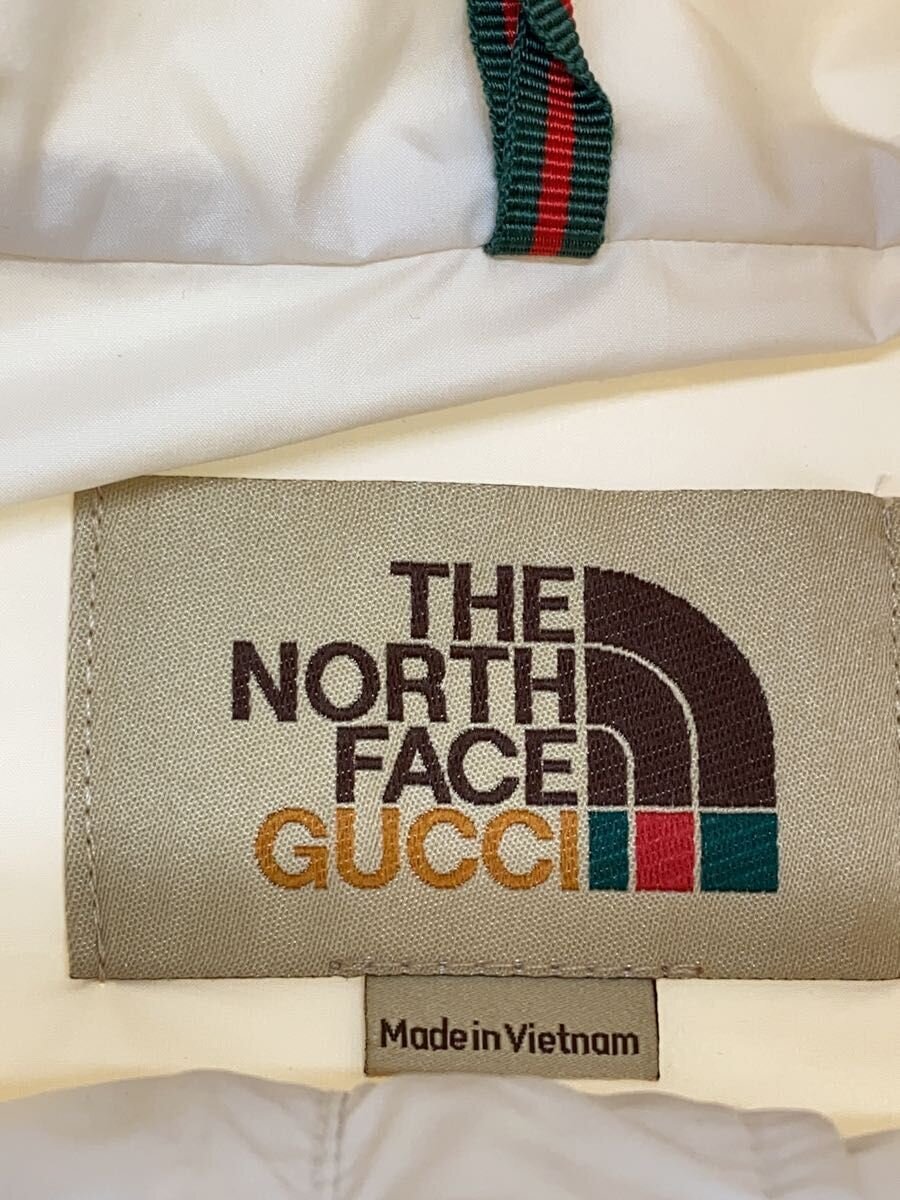 THE
NORTH
FACE
GUCCI
Made in Vietnam